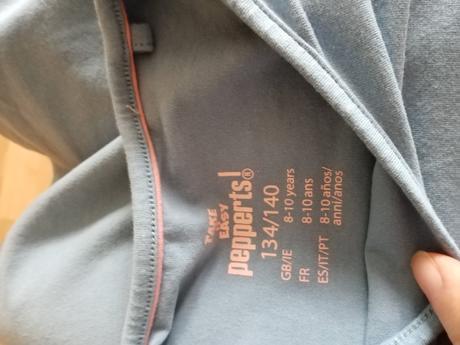 TAKE
EASY
pepperts!®
134/140
GB/IE 8-10 years
FR 8-10 ans
ES/IT/PT 8-10 años/
anni/anos